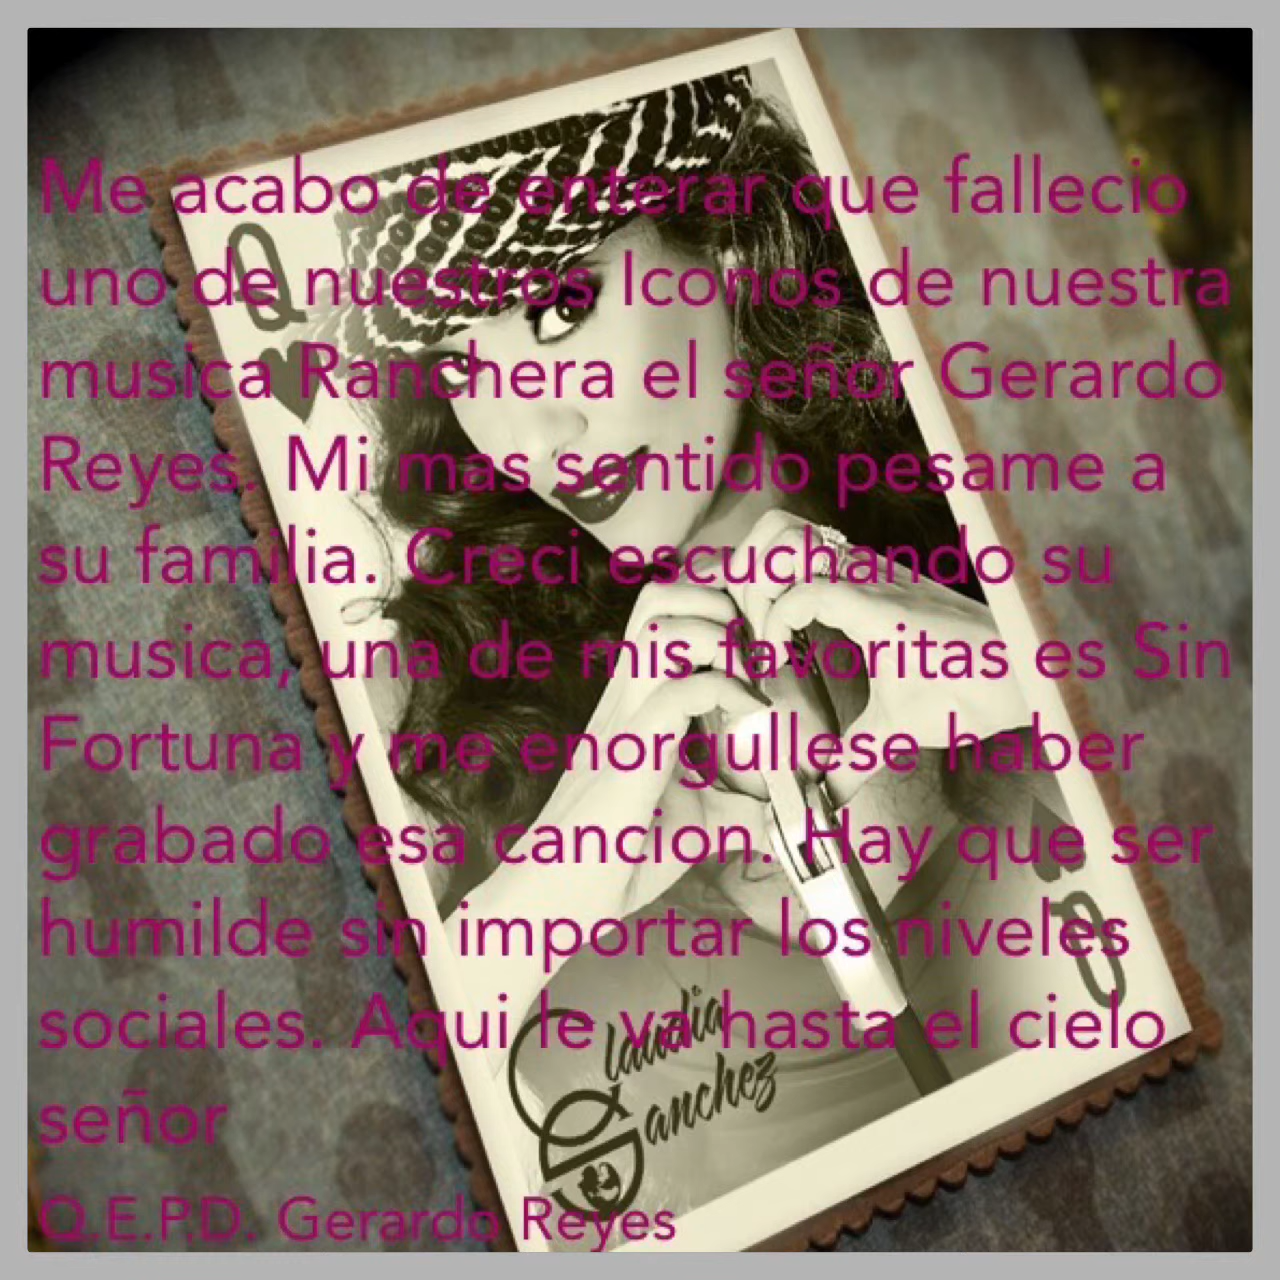 Me acabo de enterar que fallecio
uno de nuestros Iconos de nuestra
musica Ranchera el señor Gerardo
Reyes. Mi mas sentido pesame a
su familia. Creci escuchando su
musica, una de mis favoritas es Sin
Fortuna y me enorgullese haber
grabado esa cancion. Hay que ser
humilde sin importar los niveles
sociales. Aqui le va hasta el cielo
señor
Q.E.P.D. Gerardo Reyes
Q
Q
Claudia
Sanchez